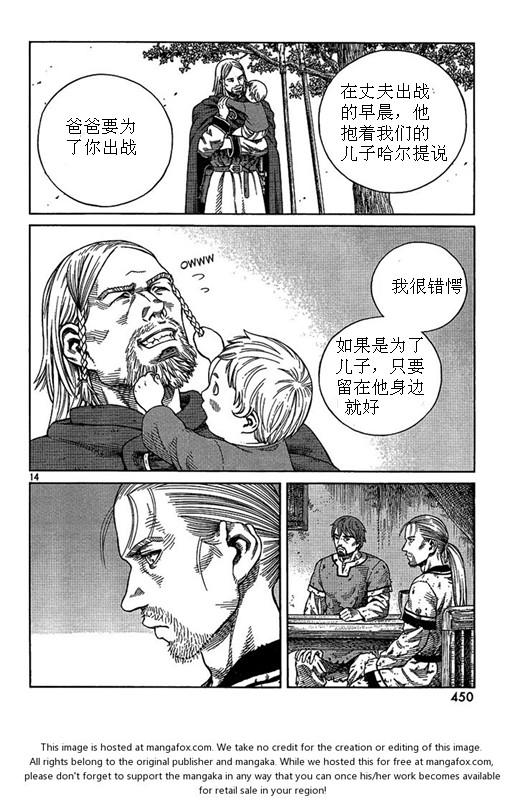 在丈夫出战
的早晨，他
抱着我们的
儿子哈尔提说
爸爸要为
了你出战
OWWW
我很错愕
如果是为了
儿子，只要
留在他身边
就好
14
450
This image is hosted at mangafox.com. We take no credit for the creation or editing of this image.
All rights belong to the original publisher and mangaka. While we hosted this for free at mangafox.com,
please don't forget to support the mangaka in any way that you can once his/her work becomes available
for retail sale in your region!